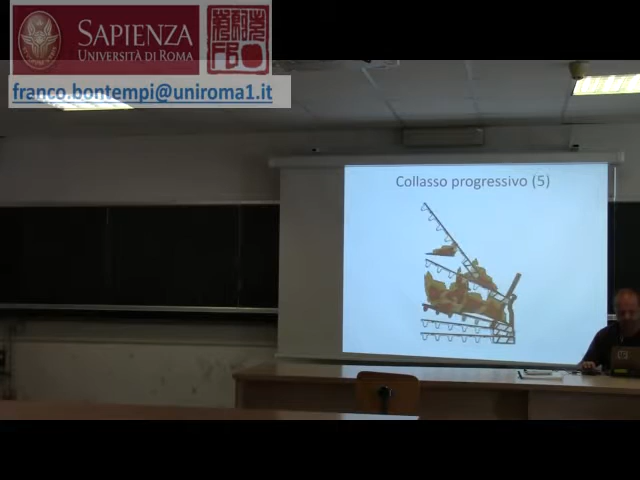 SAPIENZA
UNIVERSITÀ DI ROMA
franco.bontempi@uniroma1.it
Collasso progressivo (5)